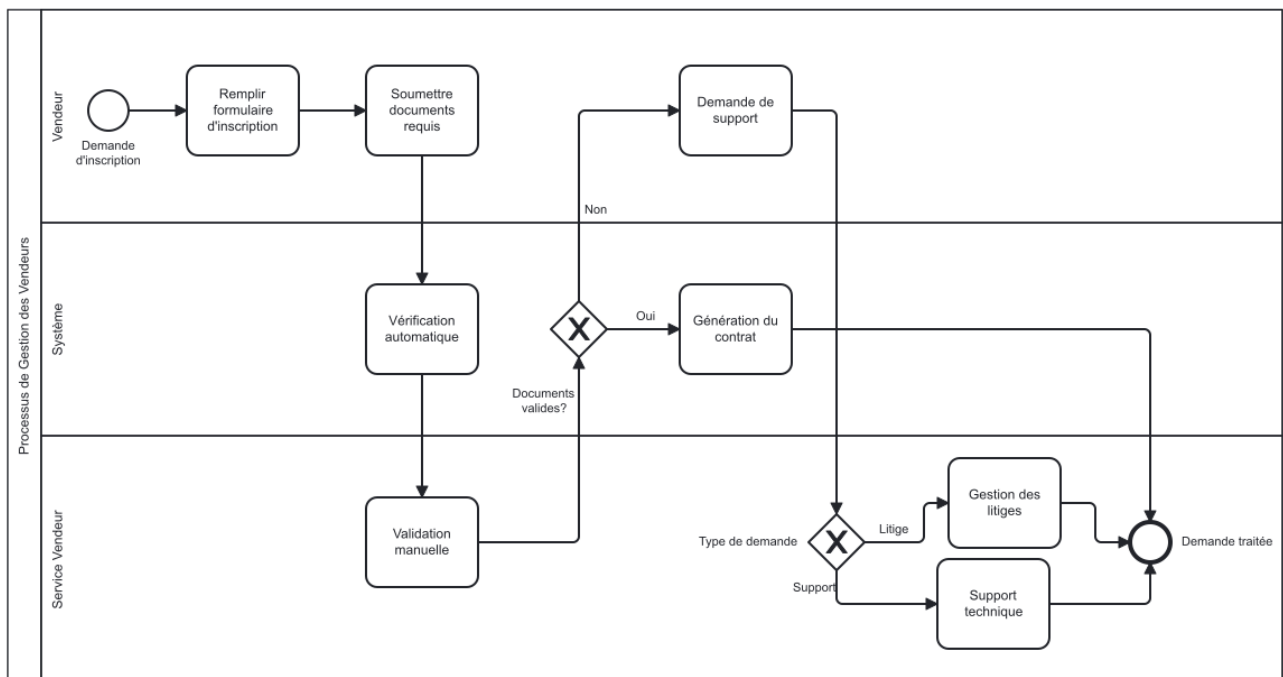 Processus de Gestion des Vendeurs
Vendeur
Demande
d'inscription
Remplir
formulaire
d'inscription
Soumettre
documents
requis
Demande de
support
Non
Système
Vérification
automatique
Documents
valides?
Oui
Génération du
contrat
Service Vendeur
Validation
manuelle
Type de demande
Litige
Gestion des
litiges
Support
Support
technique
Demande traitée